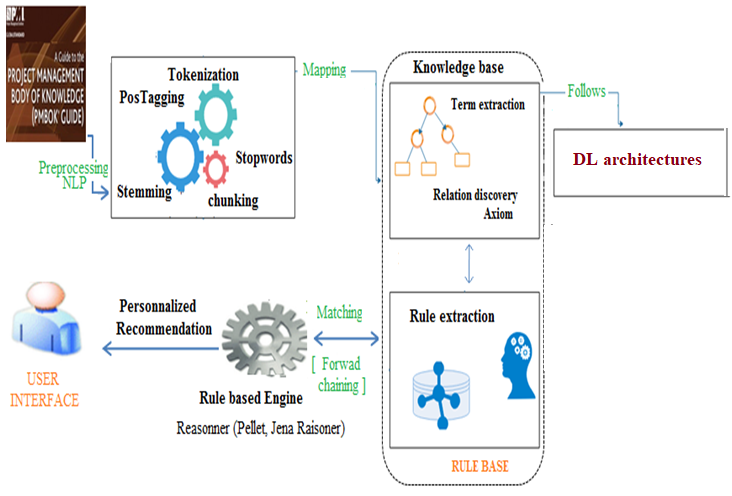 PMI
A Guide to the
PROJECT MANAGEMENT
BODY OF KNOWLEDGE
(PMBOK® GUIDE)
Preprocessing
NLP
Tokenization
PosTagging
Stopwords
Stemming
chunking
Mapping
Knowledge base
Term extraction
Relation discovery
Axiom
Follows
DL architectures
Rule extraction
RULE BASE
Matching
[ Forwad
chaining ]
Rule based Engine
Reasonner (Pellet, Jena Raisoner)
Personnalized
Recommendation
USER
INTERFACE